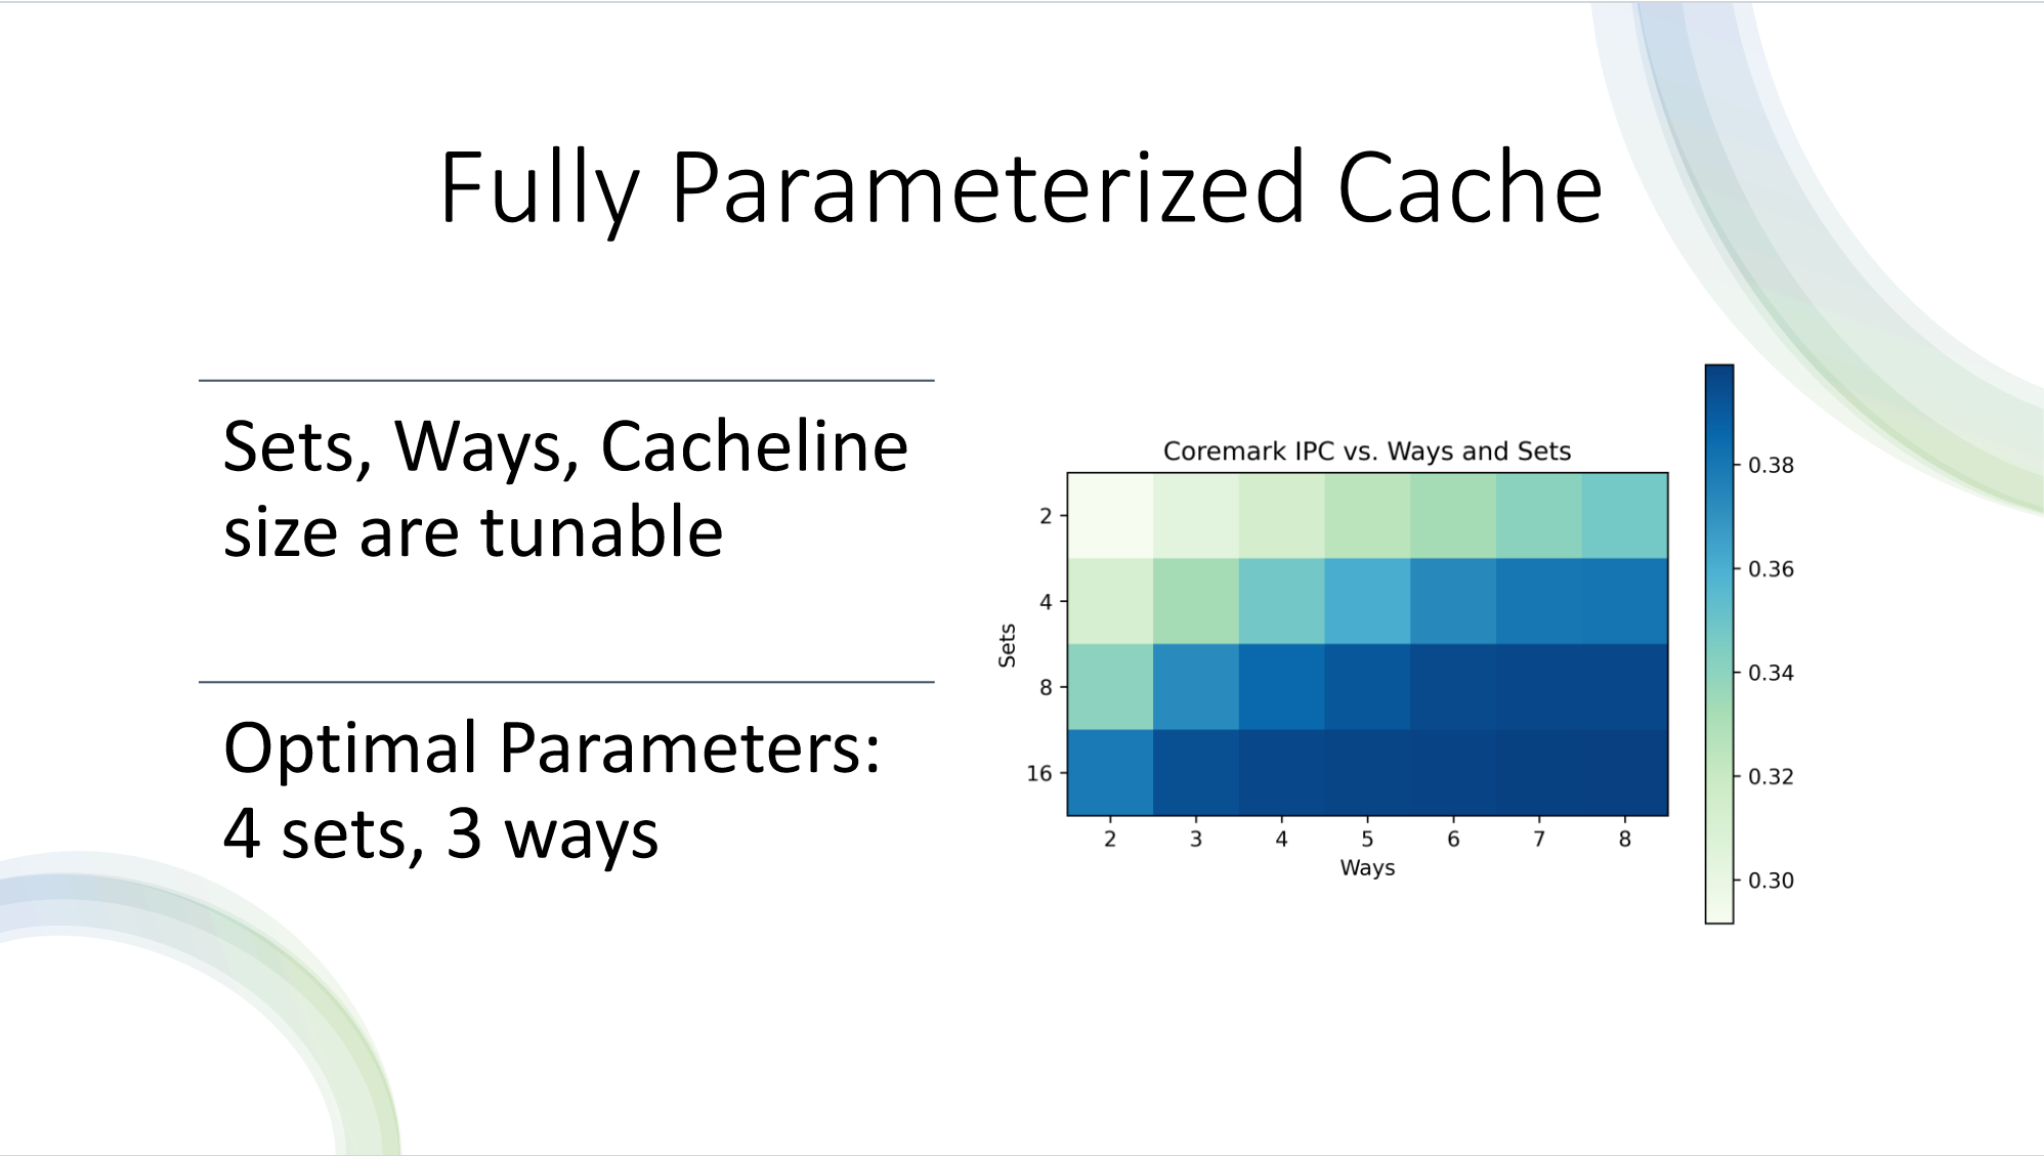 Fully Parameterized Cache
Sets, Ways, Cacheline
size are tunable
Optimal Parameters:
4 sets, 3 ways
Coremark IPC vs. Ways and Sets
Sets
2
4
8
16
2 3 4 5 6 7 8
Ways
0.38
0.36
0.34
0.32
0.30